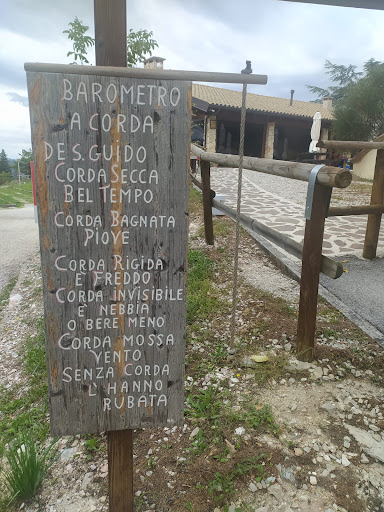 BAROMETRO
A CORDA
DE S. GUIDO
CORDA SECCA
BEL TEMPO
CORDA BAGNATA
PIOVE
CORDA RIGIDA
E FREDDO
CORDA INVISIBILE
E NEBBIA
O BERE MENO
CORDA MOSSA
VENTO
SENZA CORDA
L'HANNO
RUBATA